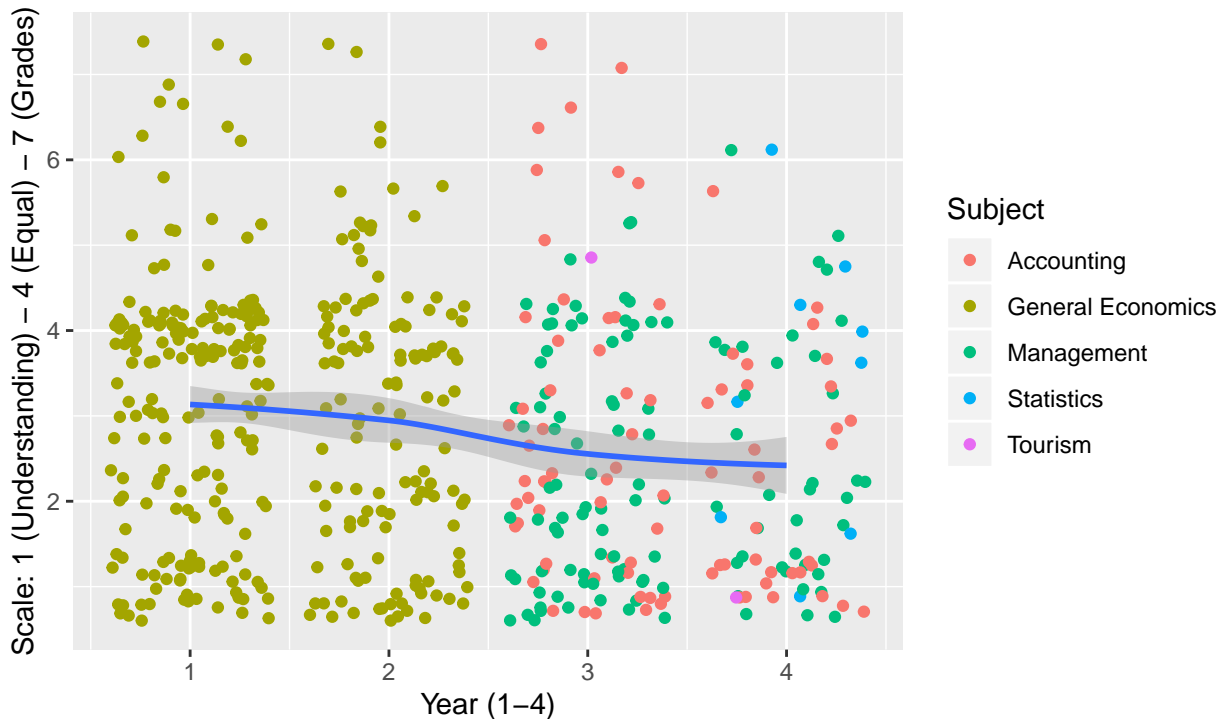 Scale: 1 (Understanding) − 4 (Equal) − 7 (Grades)
6
4
2
1
2
3
4
Year (1−4)
Subject
Accounting
General Economics
Management
Statistics
Tourism